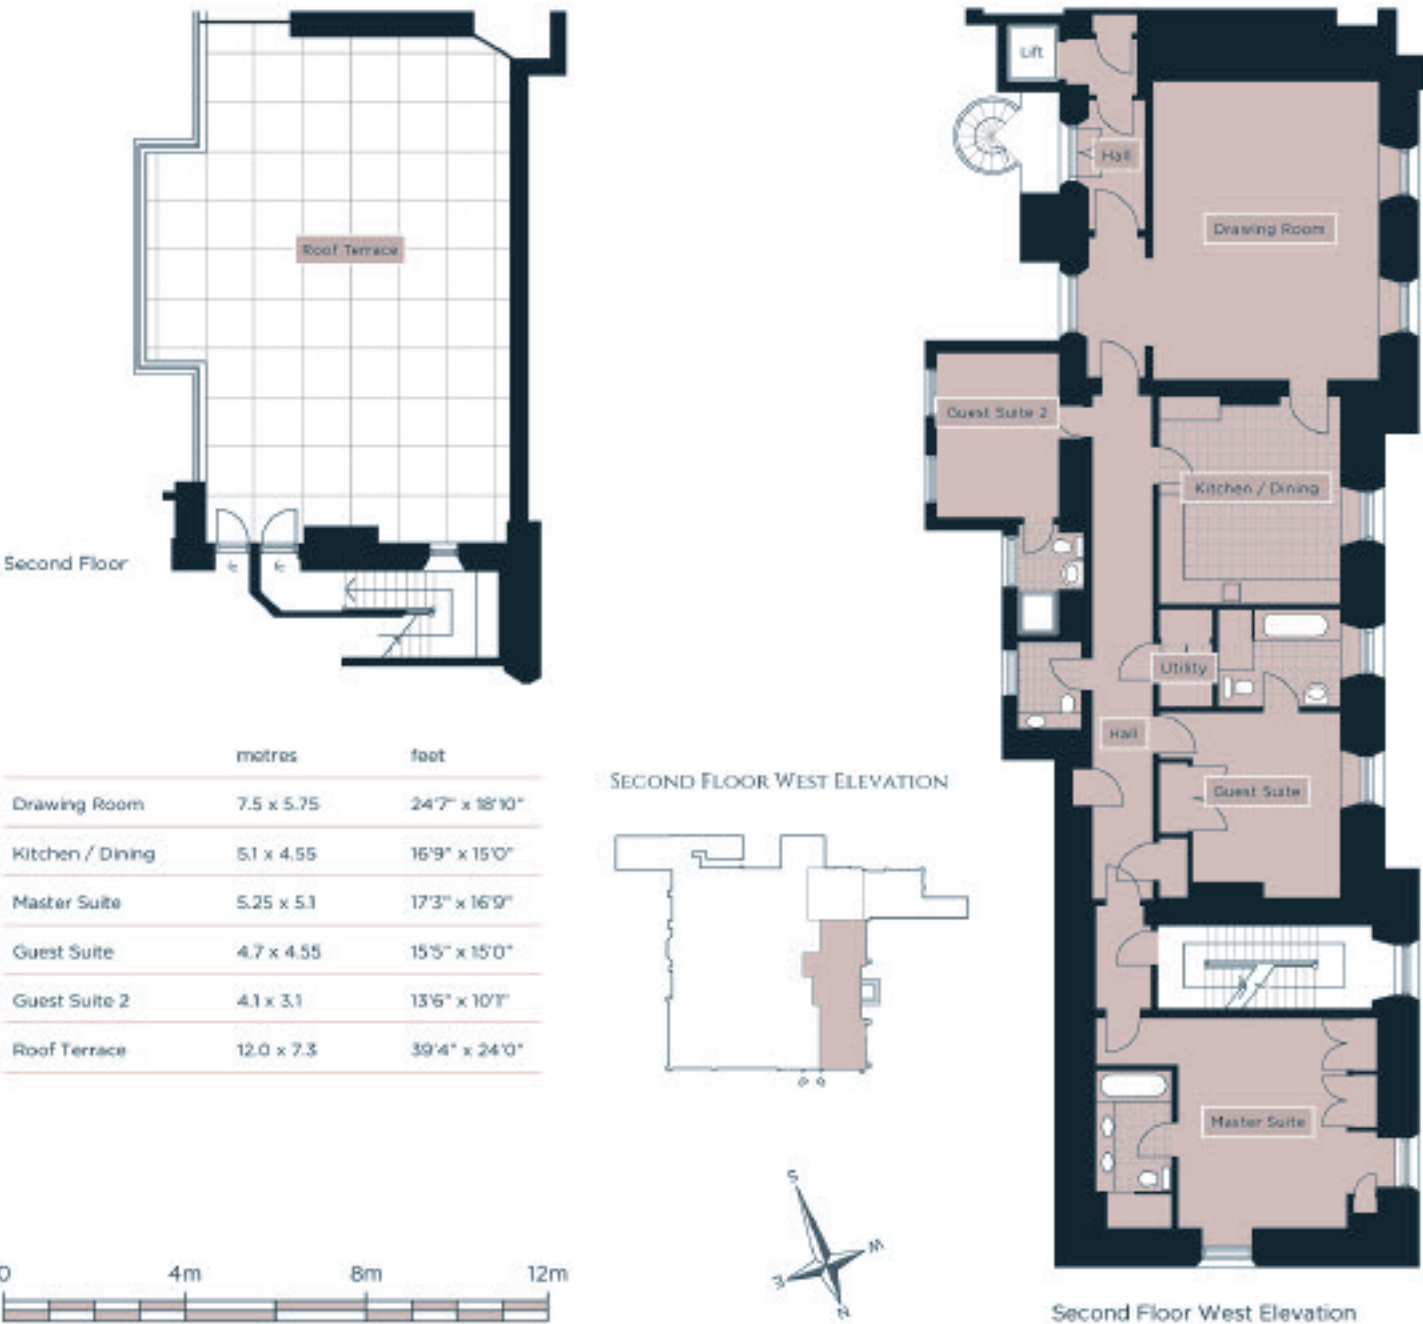 Lift
Hall
Drawing Room
Roof Terrace
Guest Suite 2
Kitchen / Dining
Second Floor
Utility
Hall
Guest Suite
metres feet
Drawing Room 7.5 x 5.75 24'7" x 18'10"
Kitchen / Dining 5.1 x 4.55 16'9" x 15'0"
Master Suite 5.25 x 5.1 17'3" x 16'9"
Guest Suite 4.7 x 4.55 15'5" x 15'0"
Guest Suite 2 4.1 x 3.1 13'6" x 10'1"
Roof Terrace 12.0 x 7.3 39'4" x 24'0"
SECOND FLOOR WEST ELEVATION
Master Suite
S
W
E
N
0 4m 8m 12m
Second Floor West Elevation